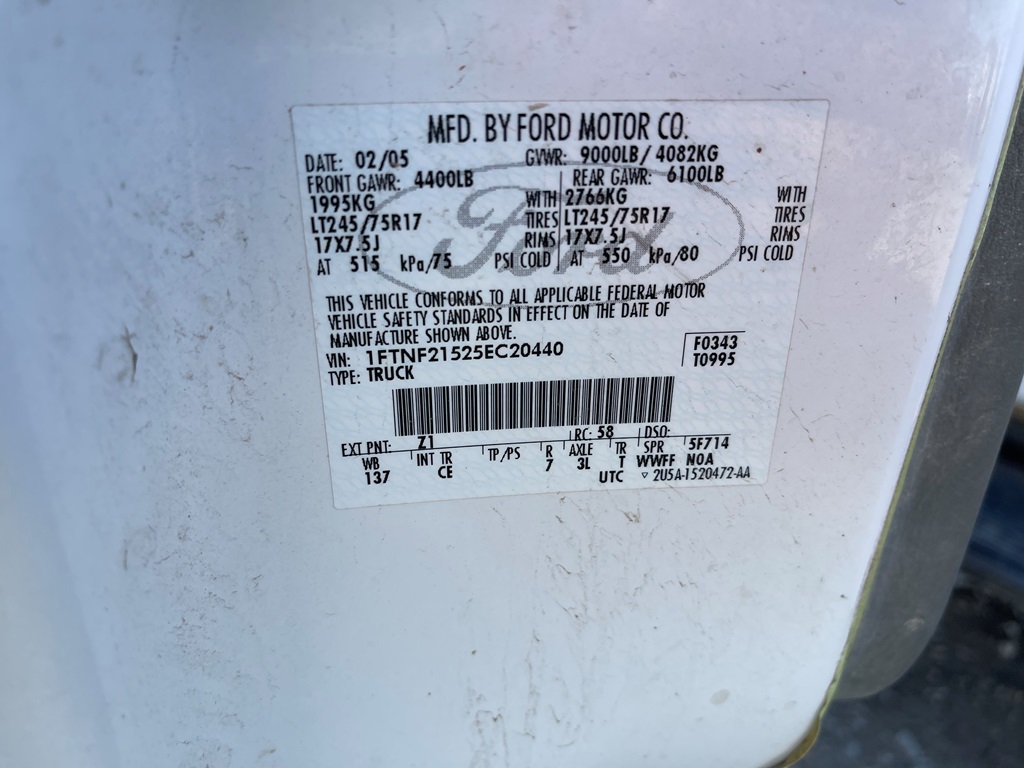 MFD. BY FORD MOTOR CO.
DATE: 02/05 GVWR: 9000LB/ 4082KG
FRONT GAWR: 4400LB REAR GAWR: 6100LB
1995KG WITH 2766KG WITH
LT245/75R17 TIRES LT245/75R17 TIRES
17X7.5J RIMS 17X7.5J RIMS
AT 515 kPa/75 PSI COLD AT 550 kPa/80 PSI COLD
Ford
THIS VEHICLE CONFORMS TO ALL APPLICABLE FEDERAL MOTOR
VEHICLE SAFETY STANDARDS IN EFFECT ON THE DATE OF
MANUFACTURE SHOWN ABOVE.
VIN: 1FTNF21525EC20440 F0343
TYPE: TRUCK T0995
EXT PNT: Z1 RC: 58 DSO:
WB INT TR TP/PS R AXLE TR SPR 5F714
137 CE 7 3L T WWFF NOA
UTC ▿ 2U5A-1520472-AA